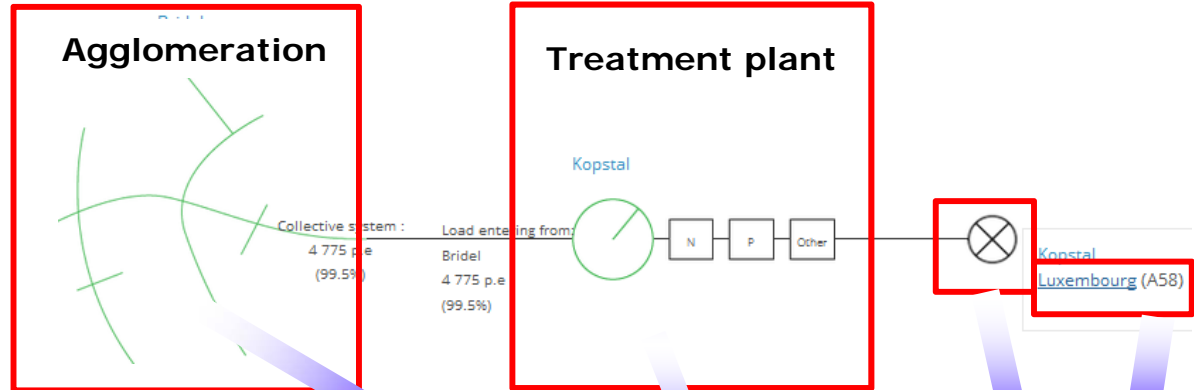 Agglomeration
Treatment plant
Kopstal
Collective system :
4 775 p.e
(99.5%)
Load entering from:
Bridel
4 775 p.e
(99.5%)
N
P
Other
Kopstal
Luxembourg (A58)